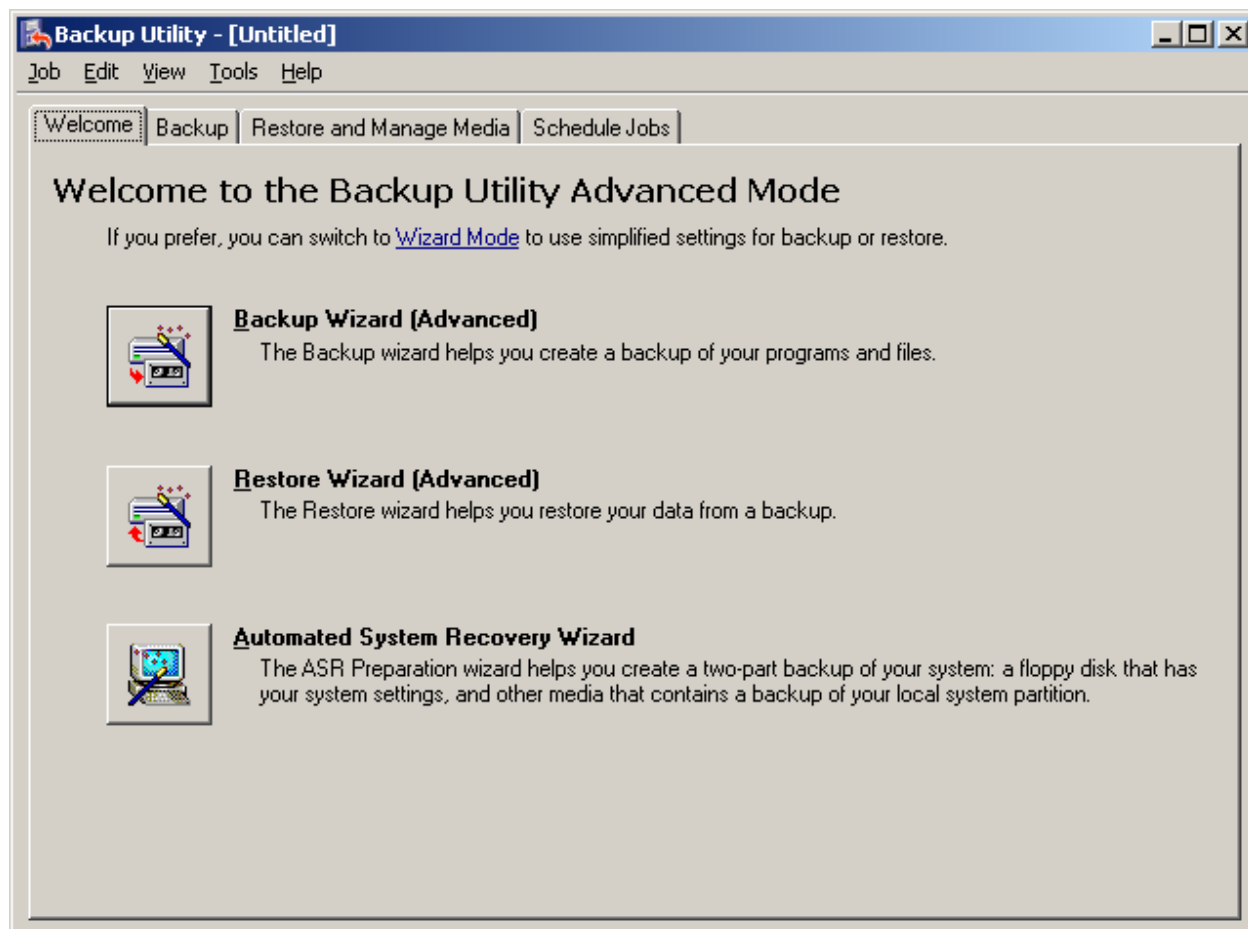 Backup Utility - [Untitled]
Job Edit View Tools Help
Welcome Backup Restore and Manage Media Schedule Jobs
Welcome to the Backup Utility Advanced Mode
If you prefer, you can switch to Wizard Mode to use simplified settings for backup or restore.
Backup Wizard (Advanced)
The Backup wizard helps you create a backup of your programs and files.
Restore Wizard (Advanced)
The Restore wizard helps you restore your data from a backup.
Automated System Recovery Wizard
The ASR Preparation wizard helps you create a two-part backup of your system: a floppy disk that has
your system settings, and other media that contains a backup of your local system partition.